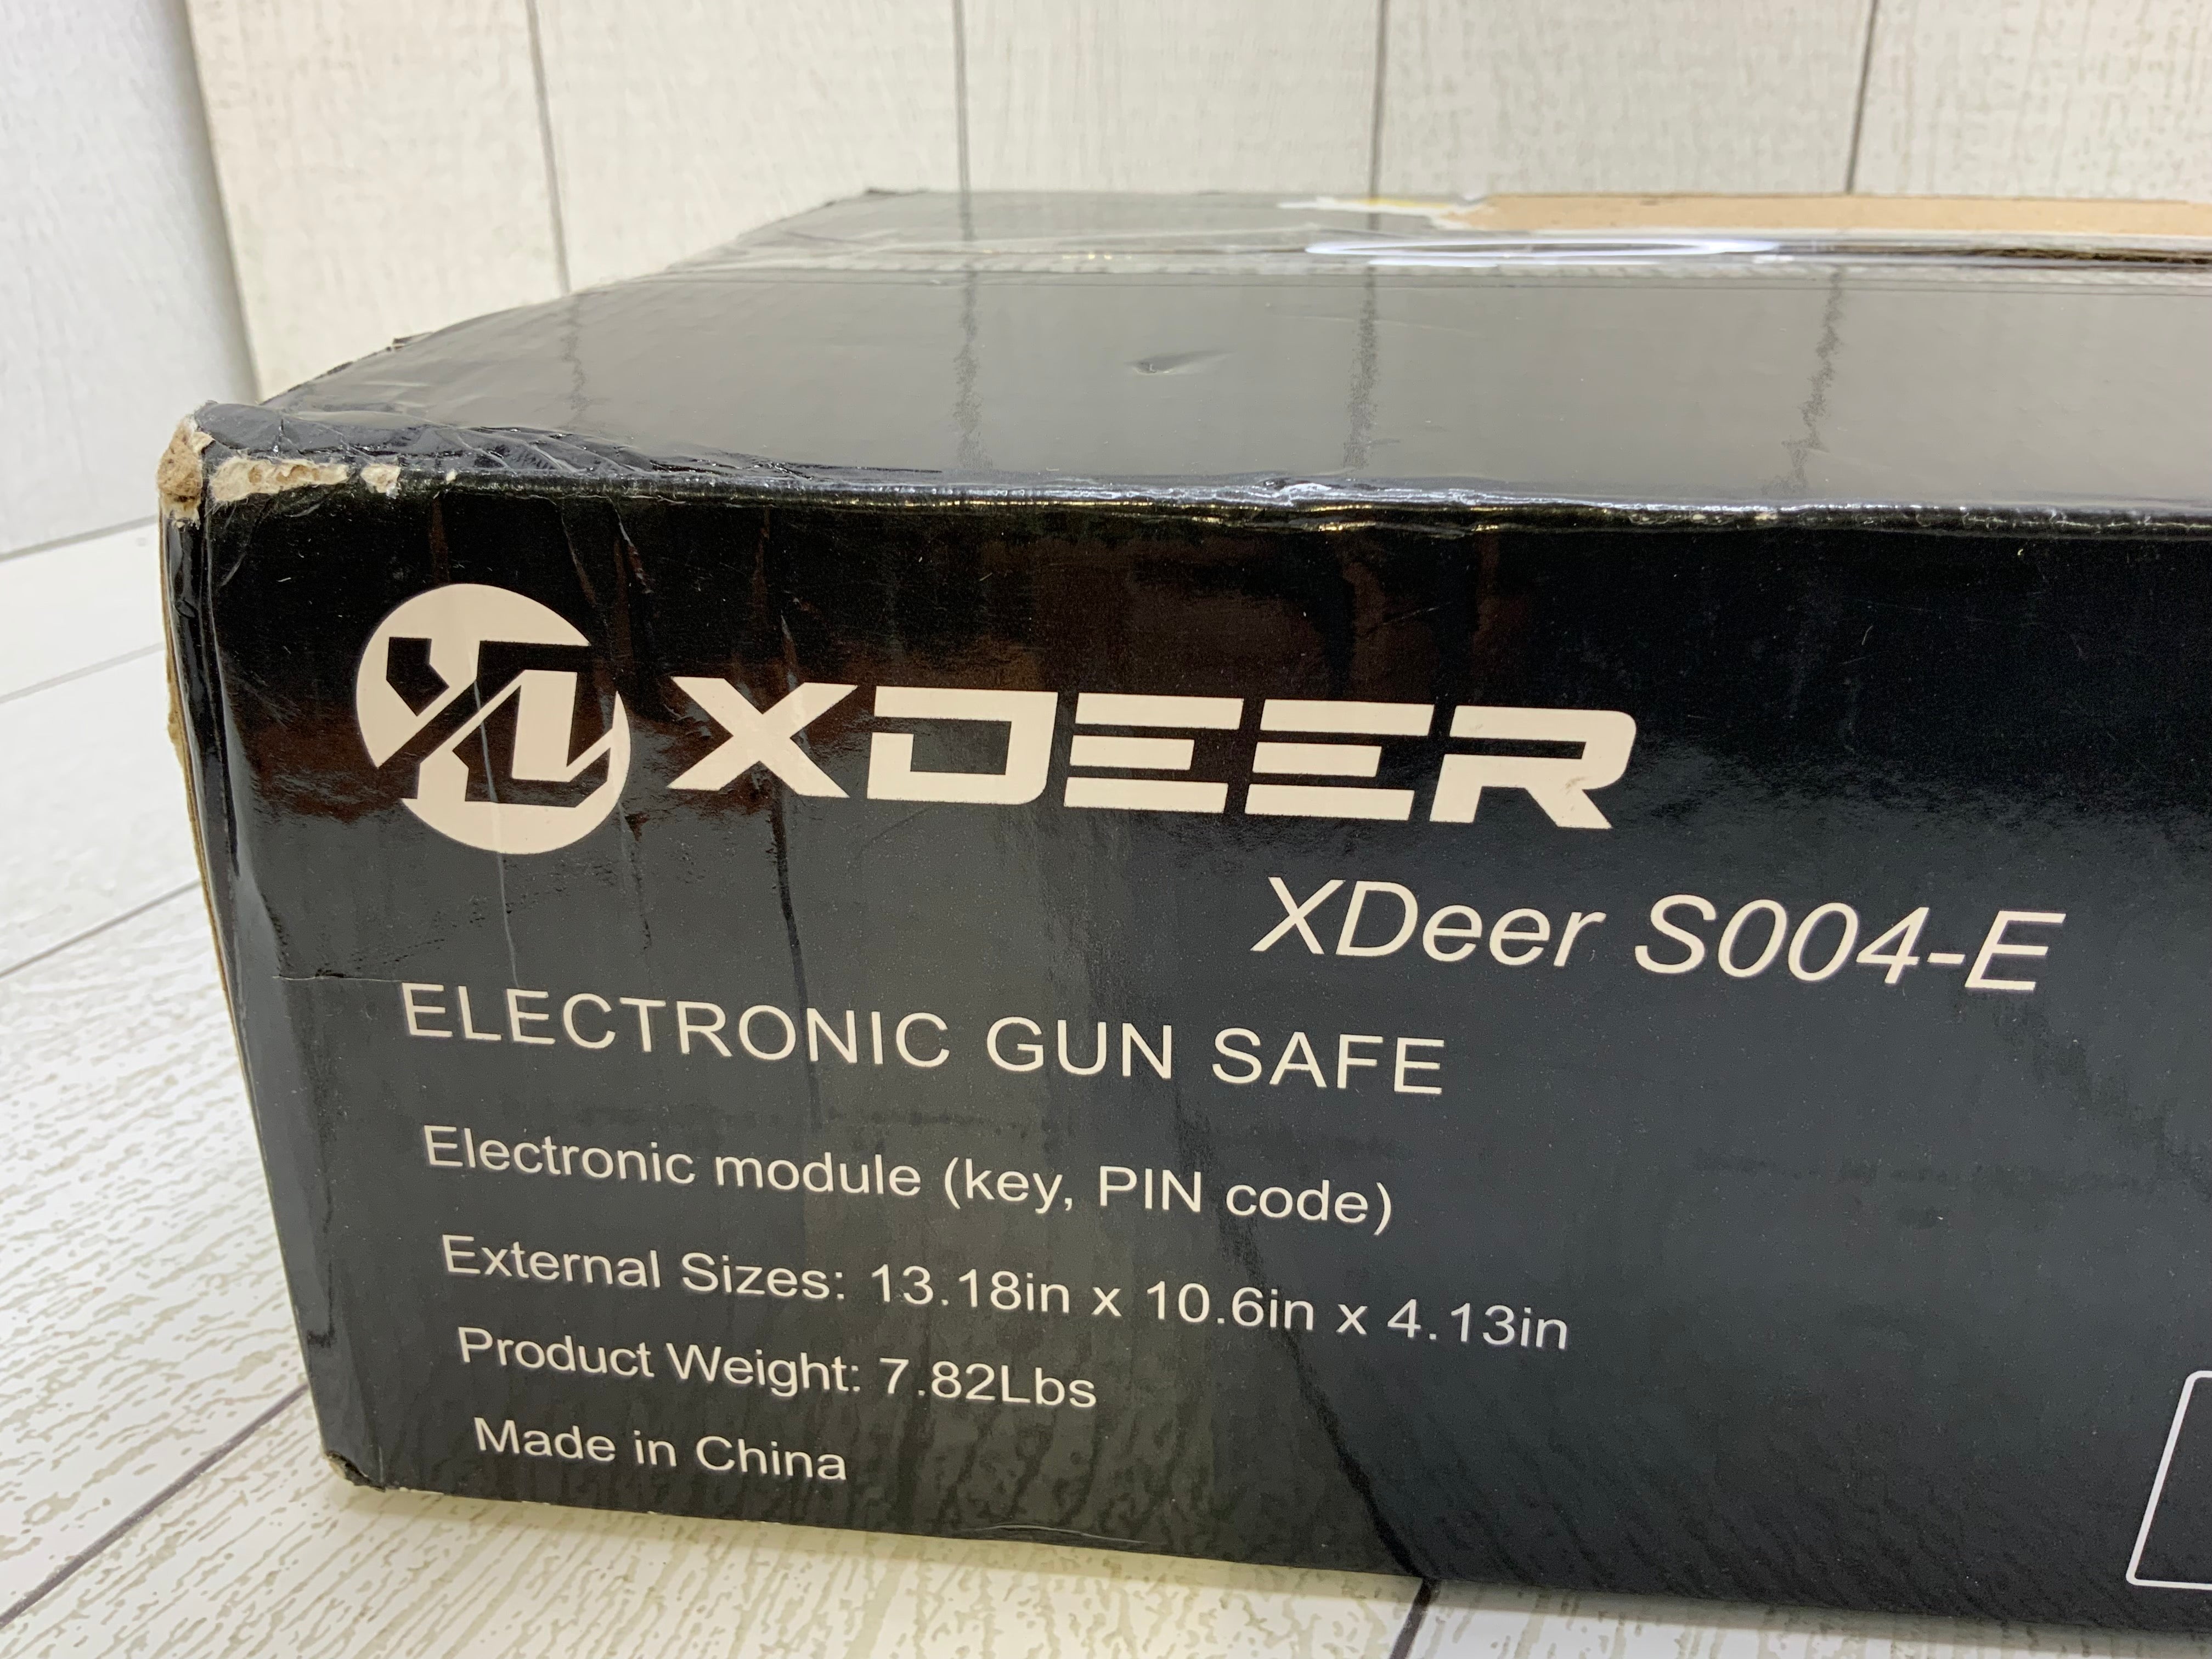 XDEER
XDeer S004-E
ELECTRONIC GUN SAFE
Electronic module (key, PIN code)
External Sizes: 13.18in x 10.6in x 4.13in
Product Weight: 7.82Lbs
Made in China